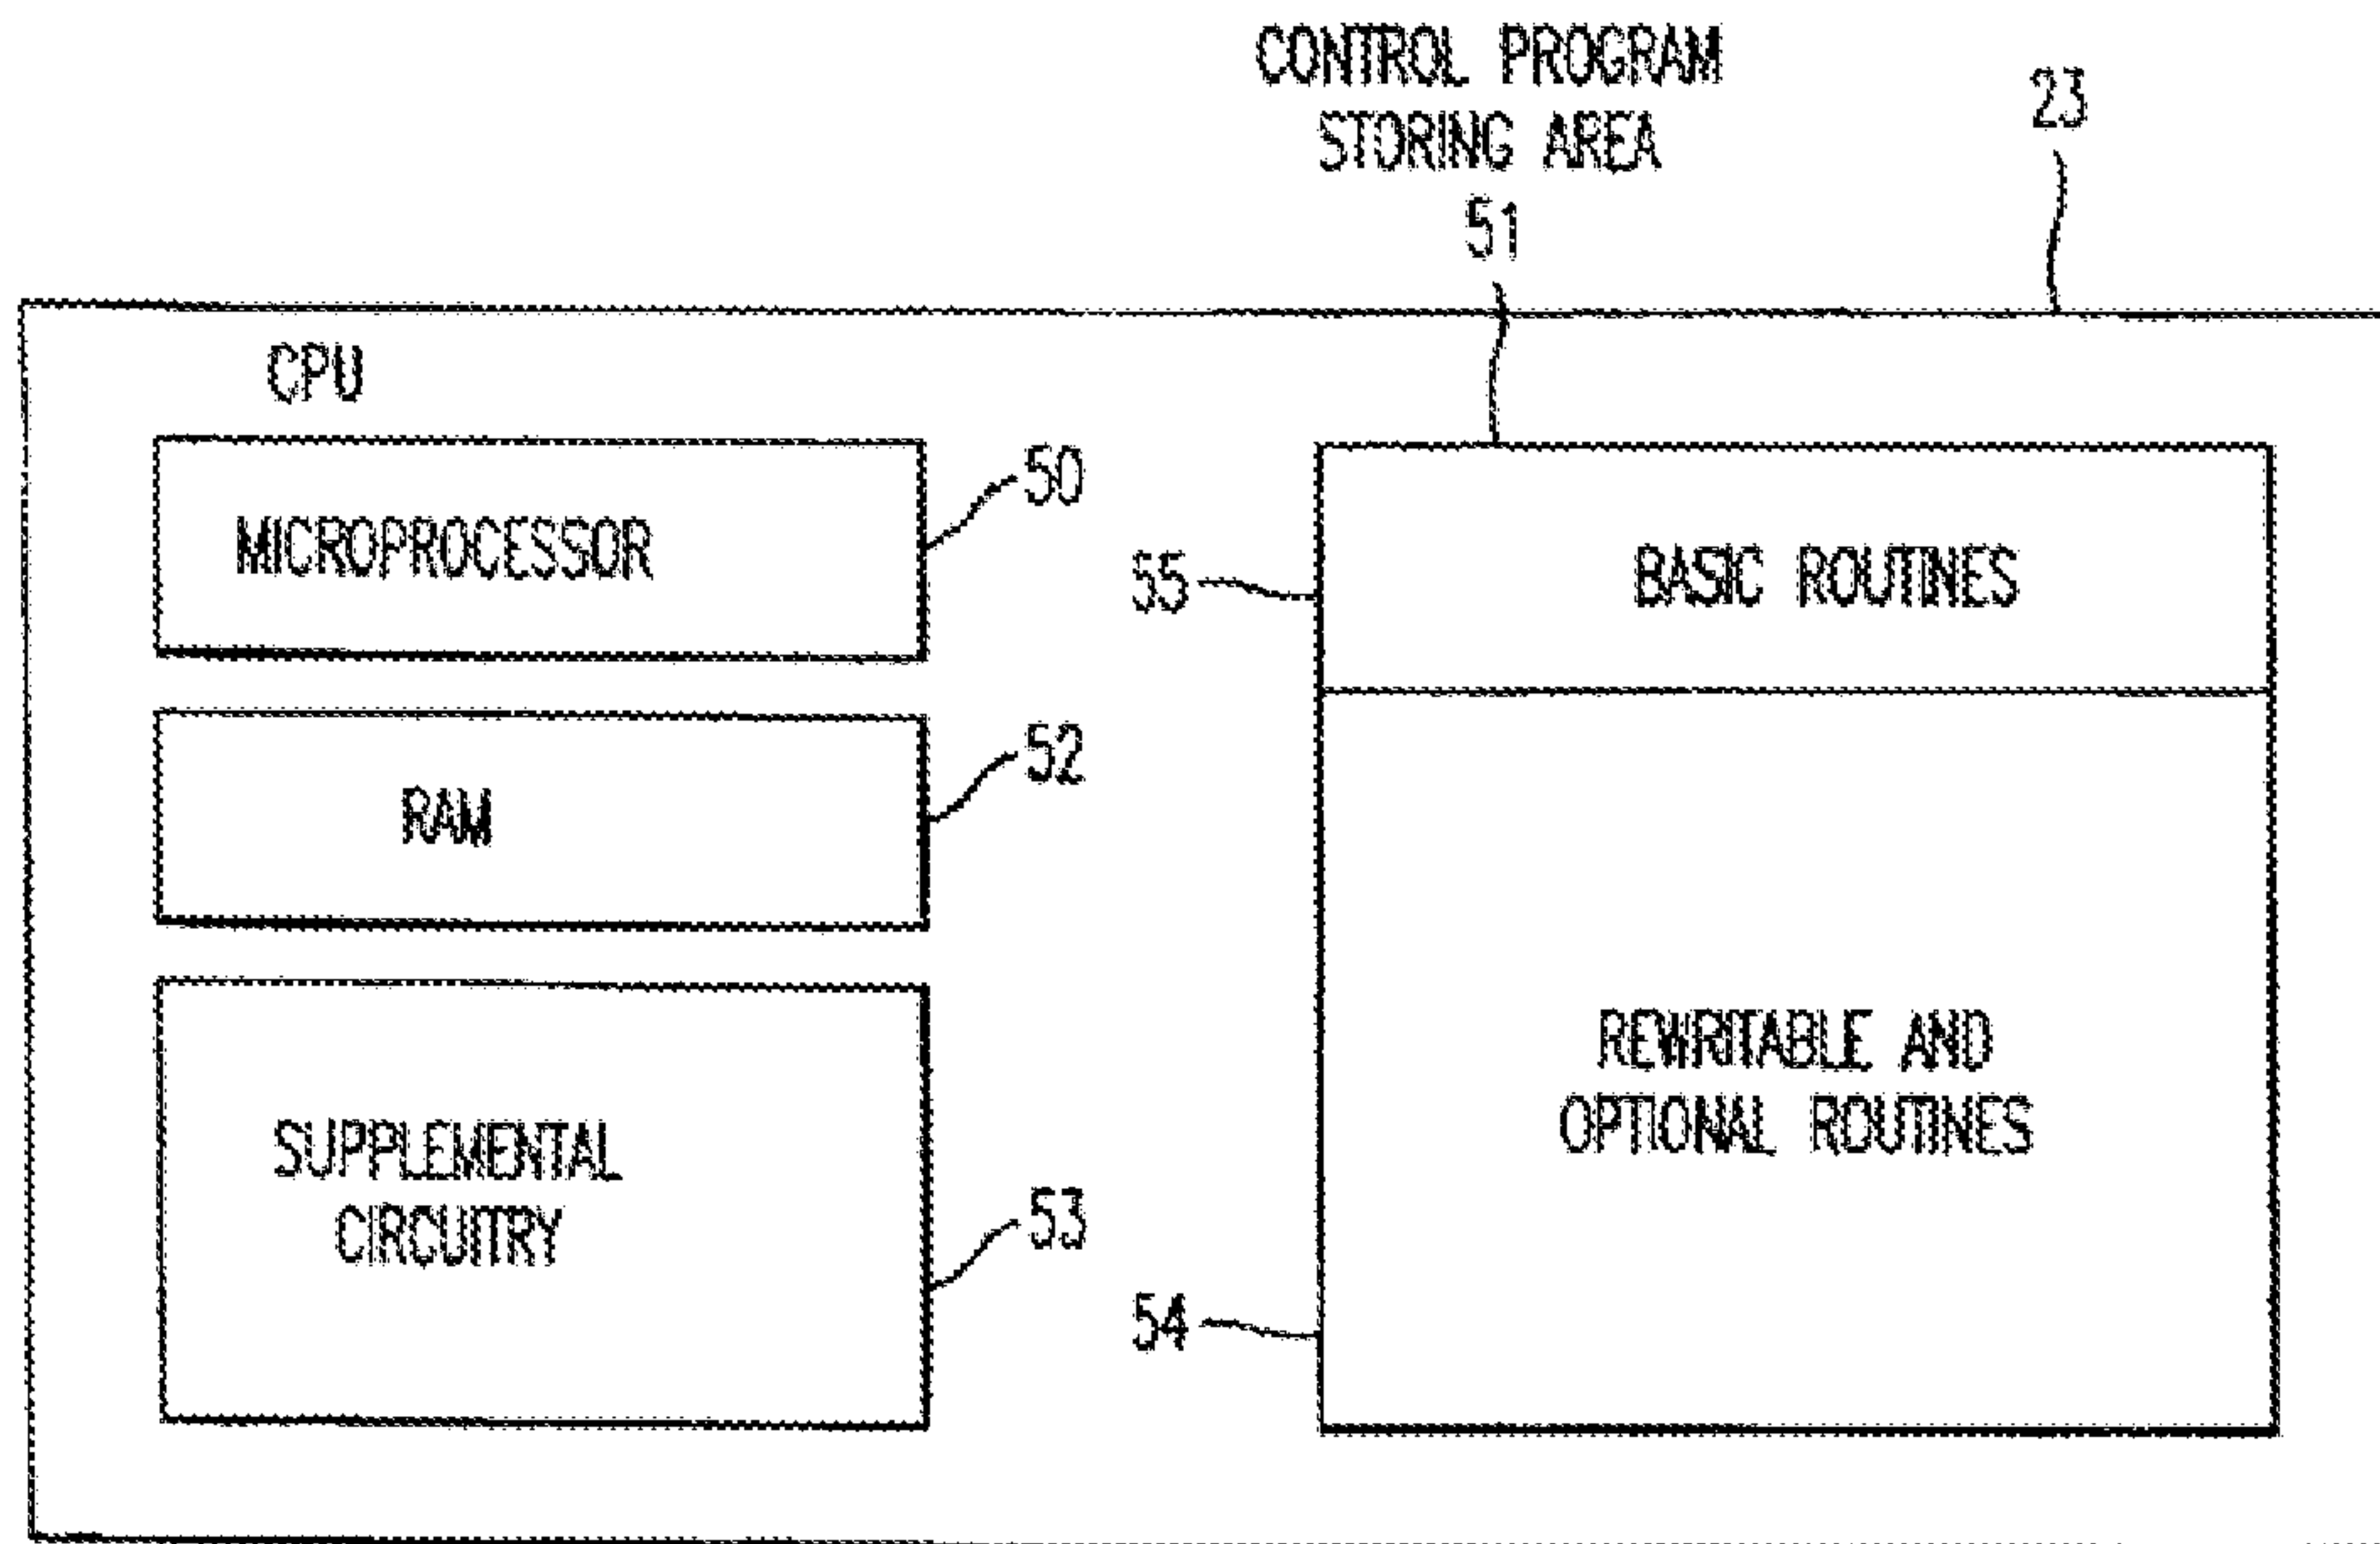 CONTROL PROGRAM
STORING AREA
51
23
CPU
MICROPROCESSOR
50
RAM
52
SUPPLEMENTAL
CIRCUITRY
53
55
BASIC ROUTINES
REWRITABLE AND
OPTIONAL ROUTINES
54